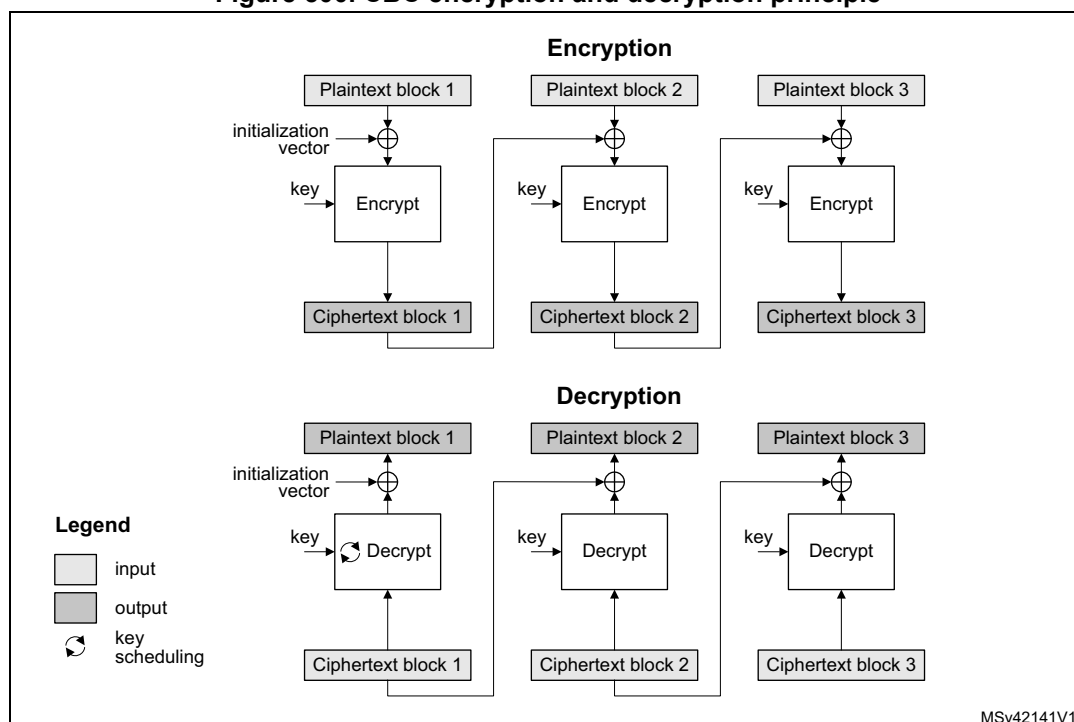 Encryption
Plaintext block 1 Plaintext block 2 Plaintext block 3
initialization
vector
key Encrypt key Encrypt key Encrypt
Ciphertext block 1 Ciphertext block 2 Ciphertext block 3
Decryption
Plaintext block 1 Plaintext block 2 Plaintext block 3
initialization
vector
key Decrypt key Decrypt key Decrypt
Legend
input
output
key
scheduling
Ciphertext block 1 Ciphertext block 2 Ciphertext block 3
MSv42141V1